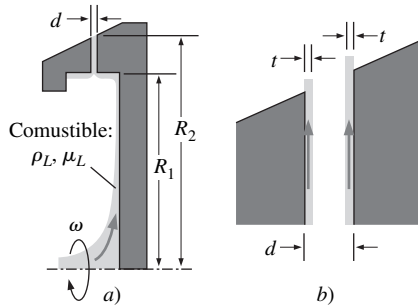 d
t
t
R2
Comustible:
ρL, μL
R1
ω
d
a)
b)